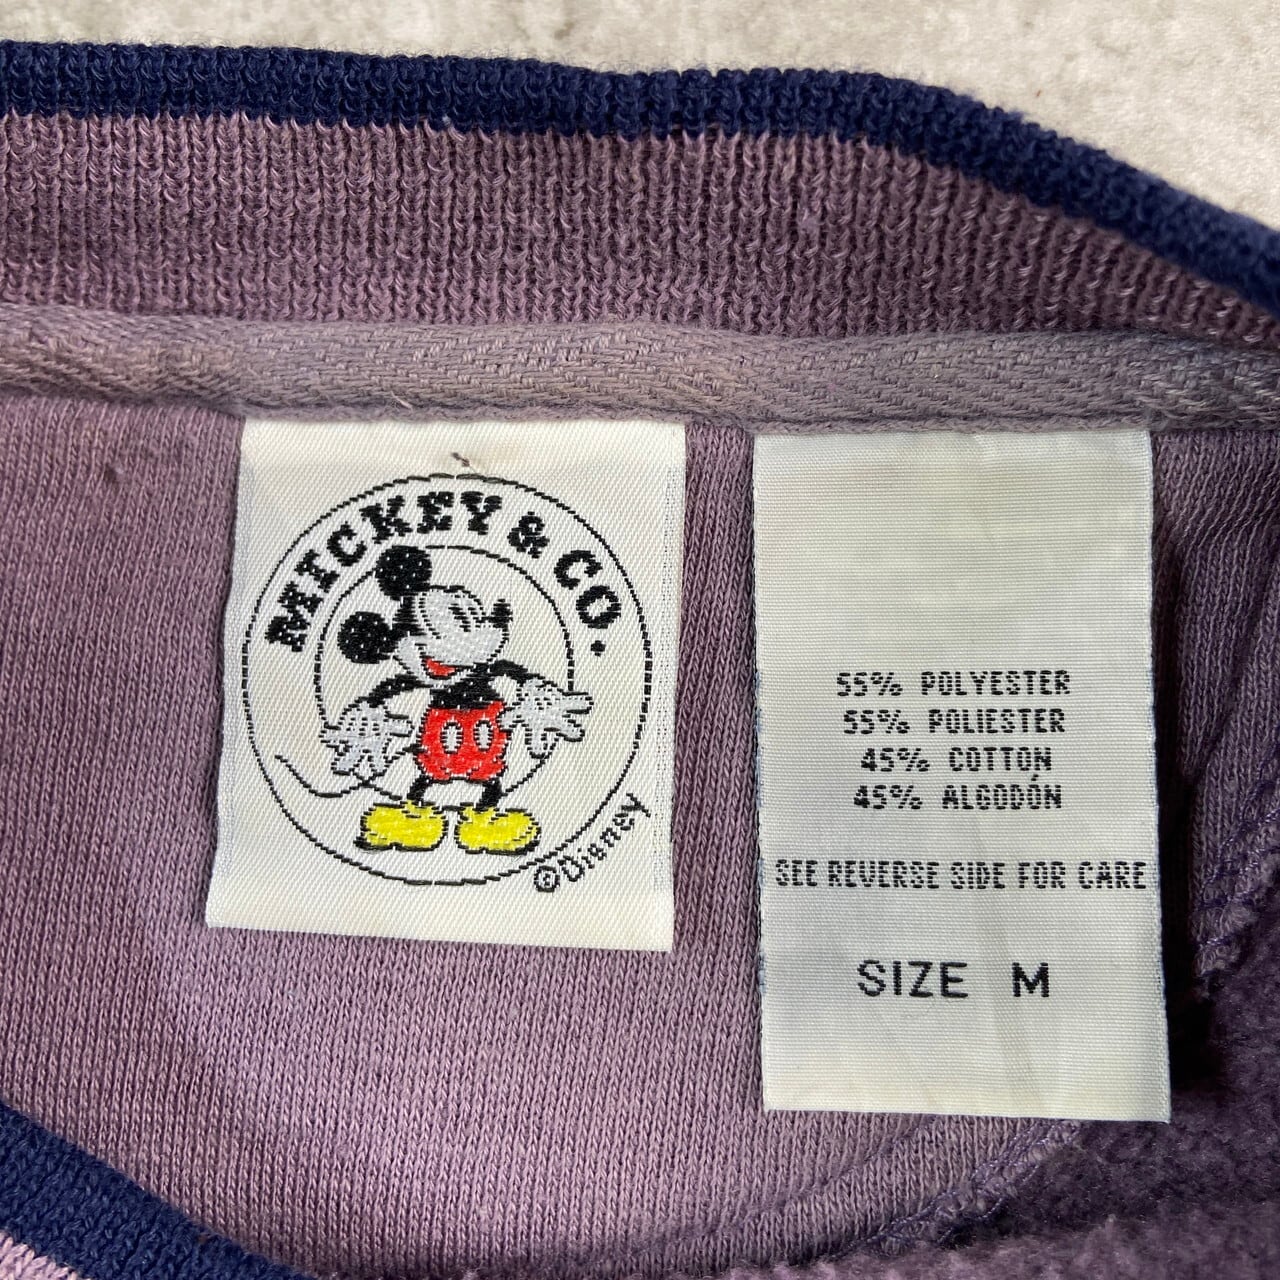 MICKEY & CO.
©Disney
55% POLYESTER
55% POLIESTER
45% COTTON
45% ALGODÓN
SEE REVERSE SIDE FOR CARE
SIZE M